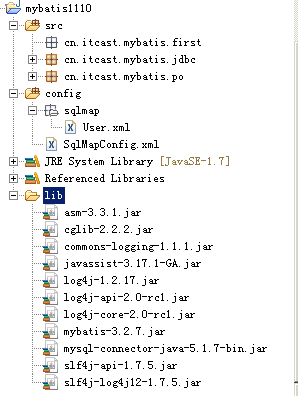 mybatis1110
src
cn.itcast.mybatis.first
cn.itcast.mybatis.jdbc
cn.itcast.mybatis.po
config
sqlmap
User.xml
SqlMapConfig.xml
JRE System Library [JavaSE-1.7]
Referenced Libraries
lib
asm-3.3.1.jar
cglib-2.2.2.jar
commons-logging-1.1.1.jar
javassist-3.17.1-GA.jar
log4j-1.2.17.jar
log4j-api-2.0-rc1.jar
log4j-core-2.0-rc1.jar
mybatis-3.2.7.jar
mysql-connector-java-5.1.7-bin.jar
slf4j-api-1.7.5.jar
slf4j-log4j12-1.7.5.jar